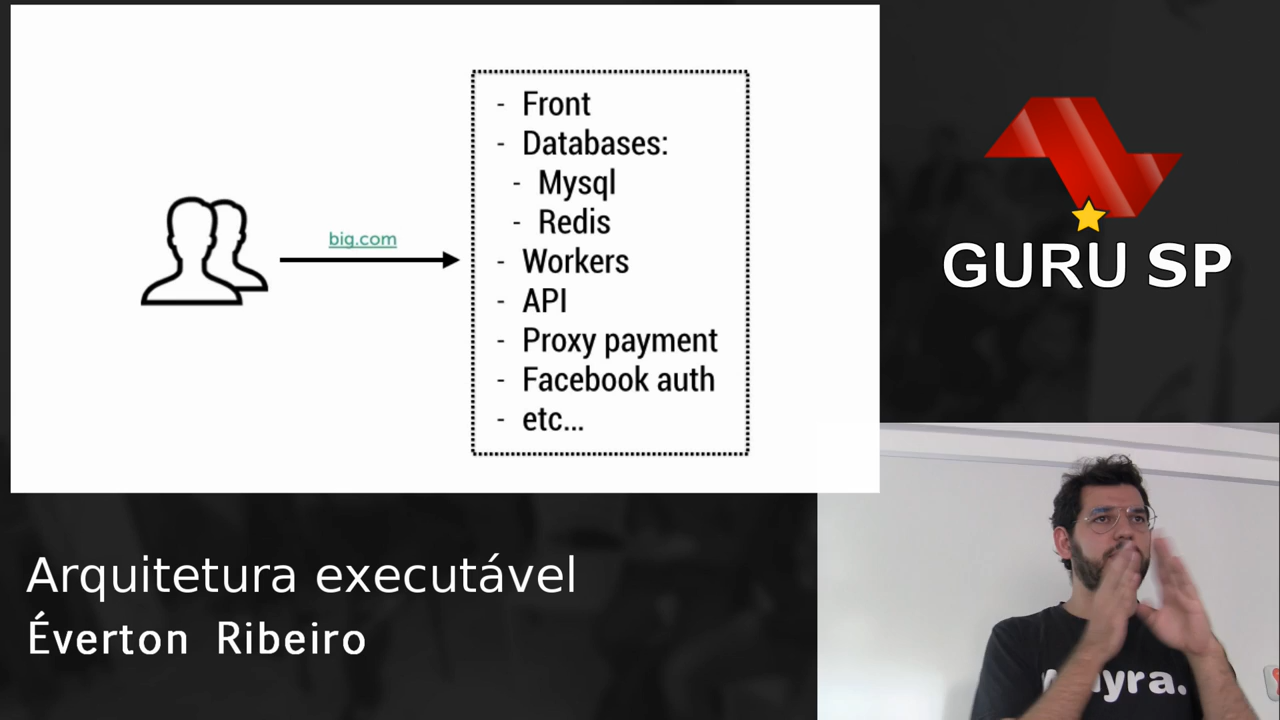 big.com
- Front
- Databases:
- Mysql
- Redis
- Workers
- API
- Proxy payment
- Facebook auth
- etc...
GURU SP
Arquitetura executável
Éverton Ribeiro